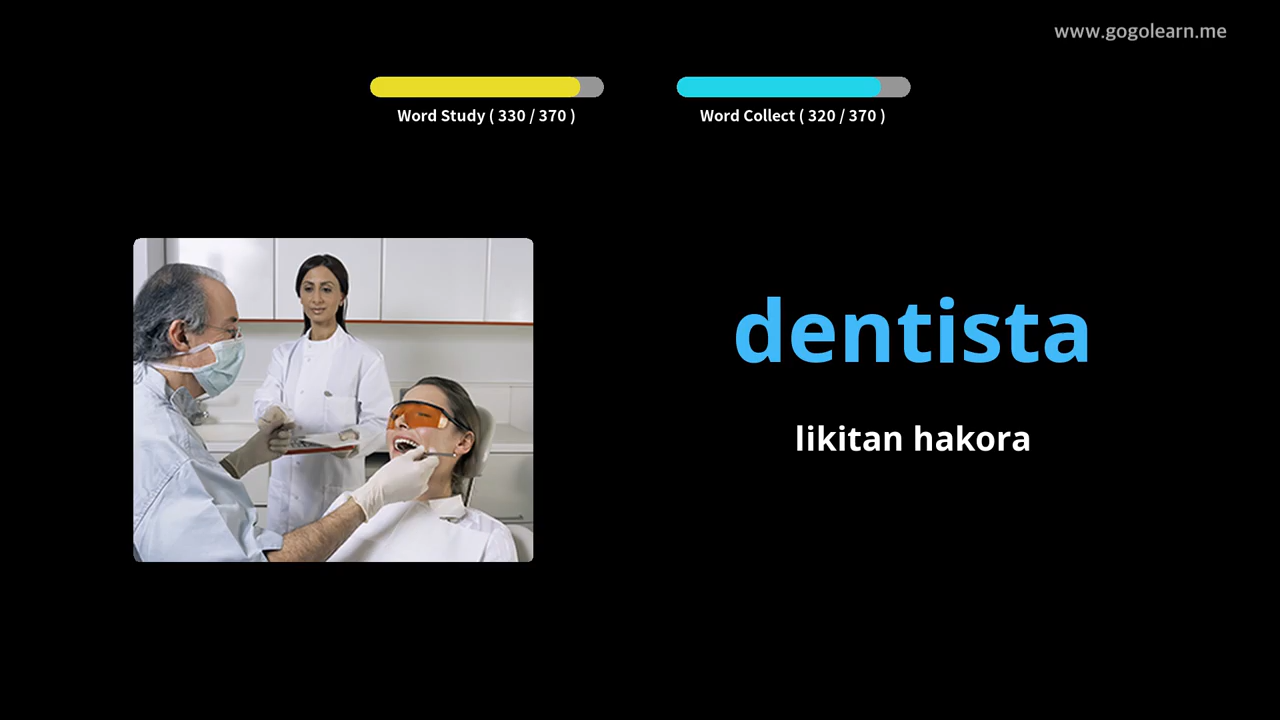 www.gogolearn.me
Word Study ( 330 / 370 )
Word Collect ( 320 / 370 )
dentista
likitan hakora